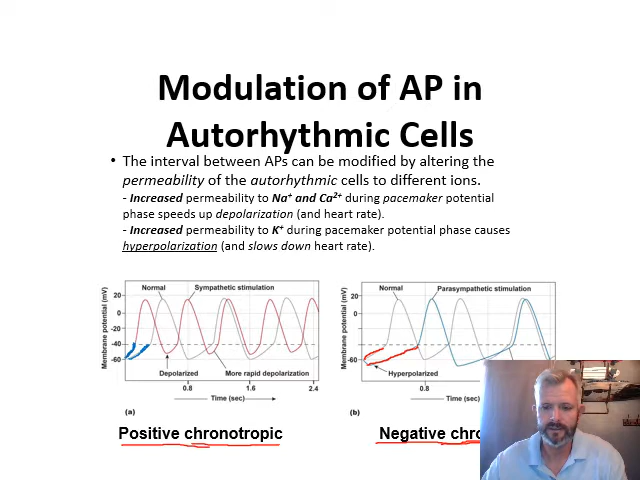 Modulation of AP in
Autorhythmic Cells
• The interval between APs can be modified by altering the
permeability of the autorhythmic cells to different ions.
- Increased permeability to Na+ and Ca2+ during pacemaker potential
phase speeds up depolarization (and heart rate).
- Increased permeability to K+ during pacemaker potential phase causes
hyperpolarization (and slows down heart rate).
Normal
Sympathetic stimulation
Membrane potential (mV)
20
0
-20
-40
-60
Depolarized
More rapid depolarization
0.8
1.6
2.4
Time (sec)
(a)
Positive chronotropic
Normal
Parasympathetic stimulation
Membrane potential (mV)
20
0
-60
Hyperpolarized
0.8
Time (sec)
(b)
Negative chro